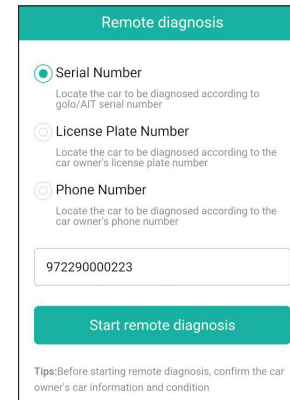 Remote diagnosis
Serial Number
Locate the car to be diagnosed according to
golo/AIT serial number
License Plate Number
Locate the car to be diagnosed according to the
car owner's license plate number
Phone Number
Locate the car to be diagnosed according to the
car owner's phone number
972290000223
Start remote diagnosis
Tips:Before starting remote diagnosis, confirm the car
owner's car information and condition